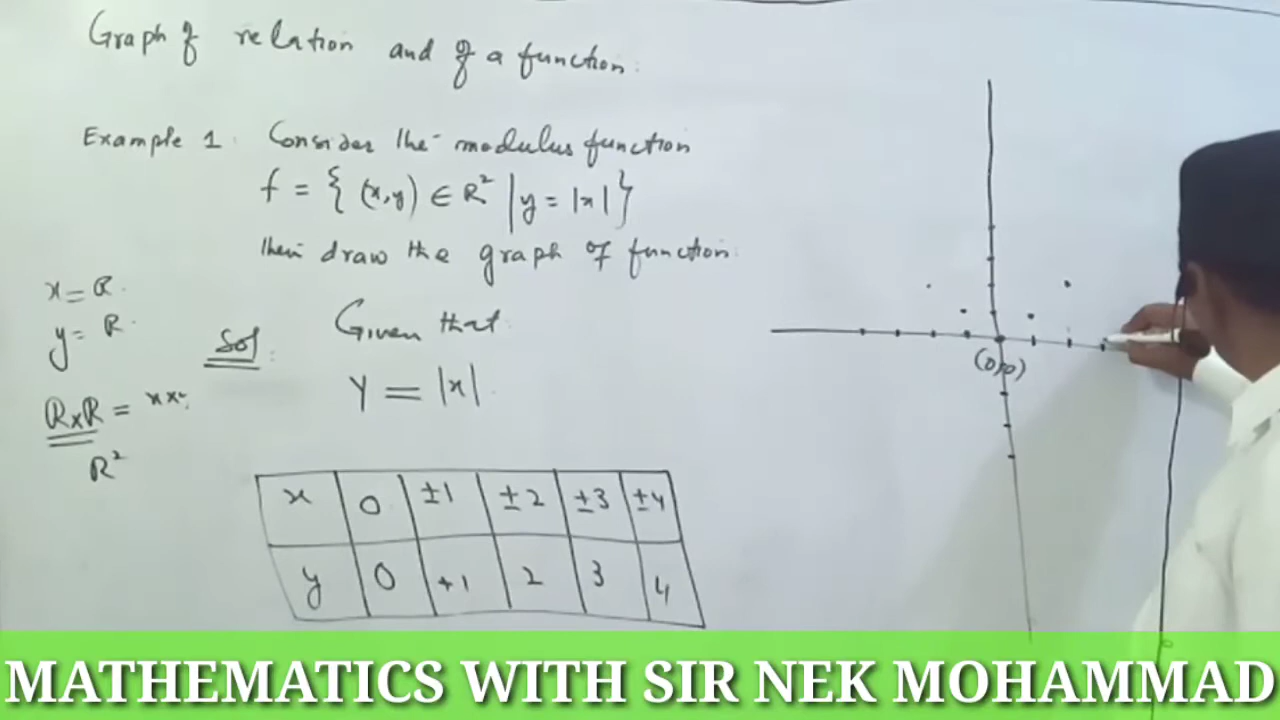 Graph of relation and of a function.
Example 1. Consider the modulus function
f = { (x,y) ∈ R² | y = |x| }
then draw the graph of function.
x = R.
y = R.
R×R =
R²
Sol:
Given that
Y = |x|.
x 0 ±1 ±2 ±3 ±4
y 0 +1 2 3 4
(0,0)
MATHEMATICS WITH SIR NEK MOHAMMAD